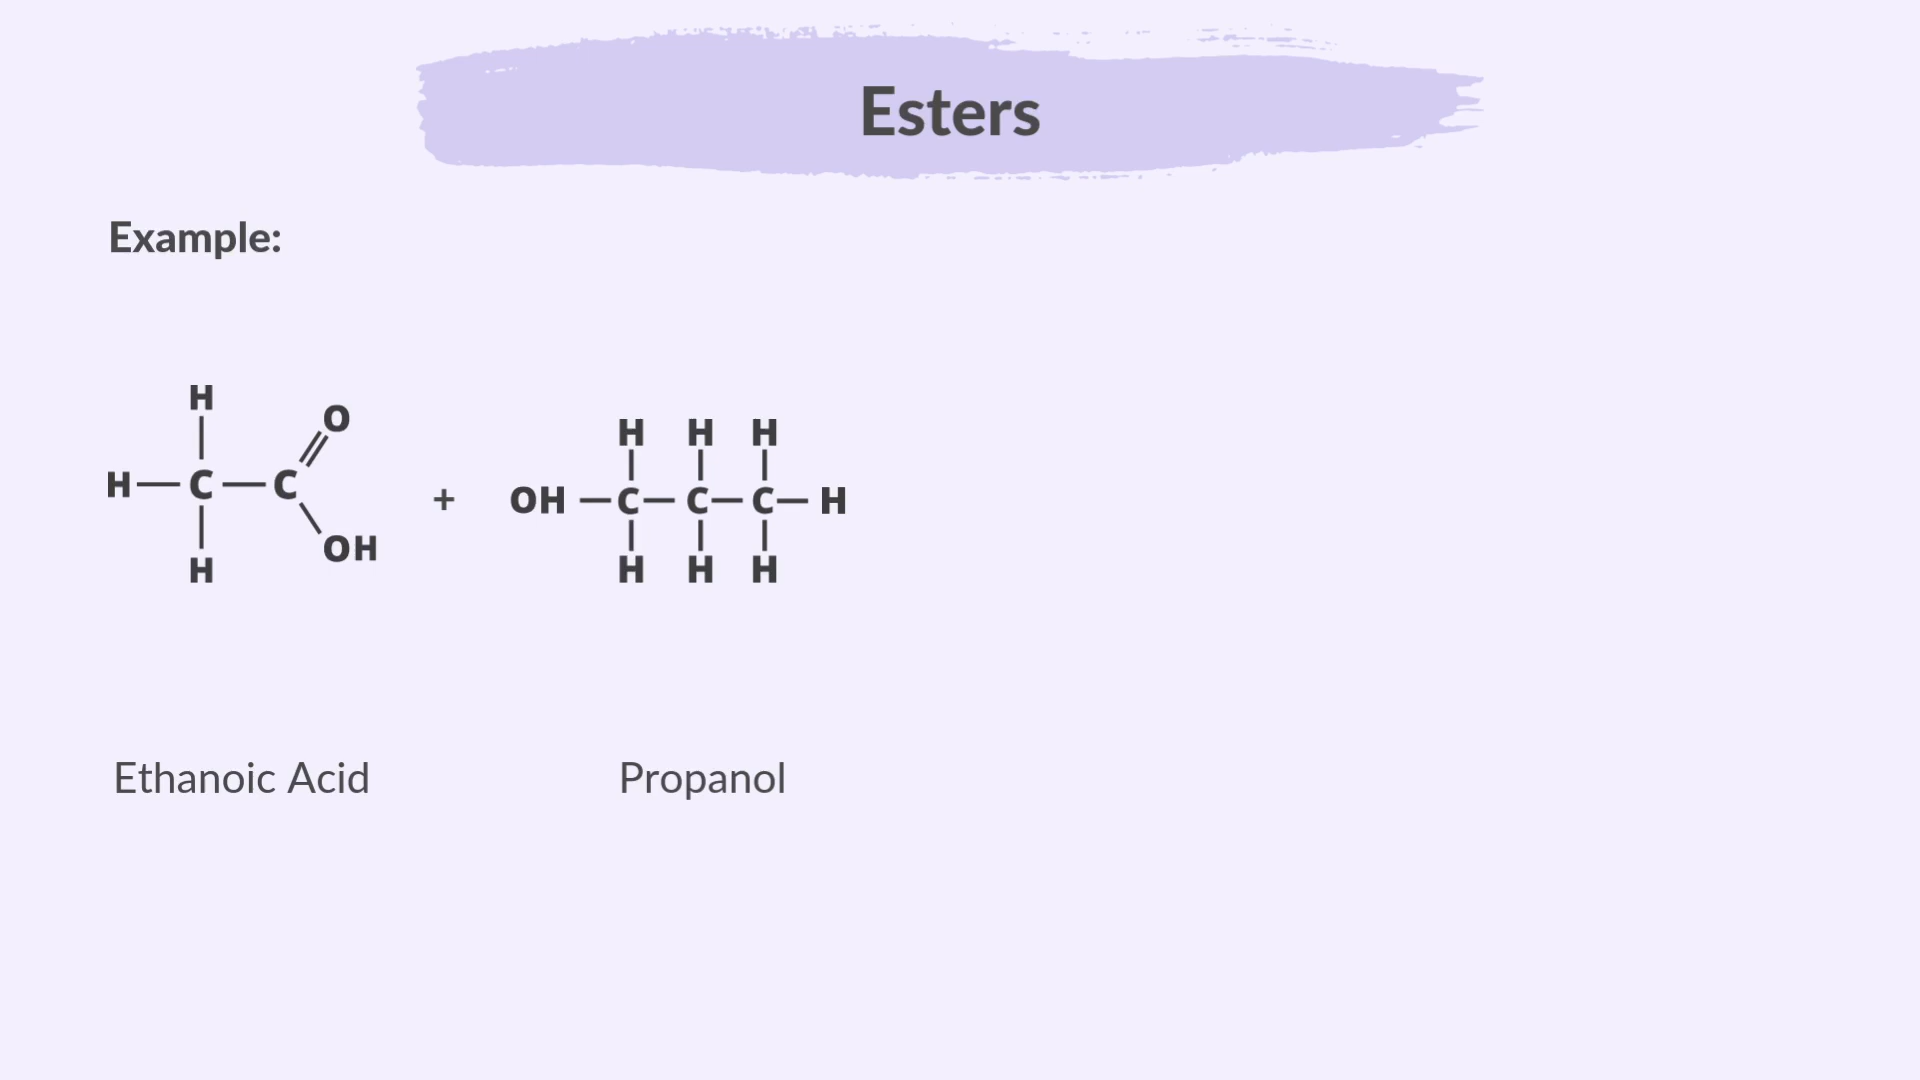 Esters
Example:
H H H H
H O
H — C — C + OH — C — C — C — H
H OH
H H H
Ethanoic Acid Propanol